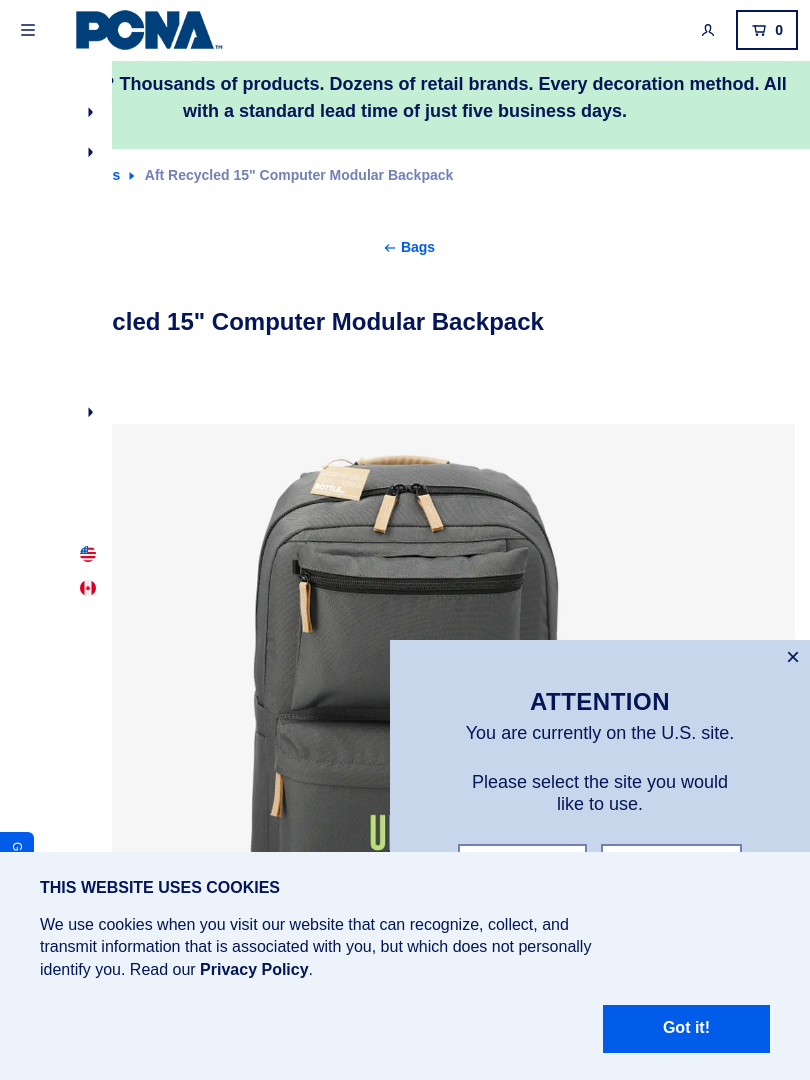 PCNA
TM
0
? Thousands of products. Dozens of retail brands. Every decoration method. All
with a standard lead time of just five business days.
s Aft Recycled 15" Computer Modular Backpack
Bags
cled 15" Computer Modular Backpack
BOTTLE
ATTENTION
You are currently on the U.S. site.
Please select the site you would
like to use.
U
G
THIS WEBSITE USES COOKIES
We use cookies when you visit our website that can recognize, collect, and
transmit information that is associated with you, but which does not personally
identify you. Read our Privacy Policy.
Got it!